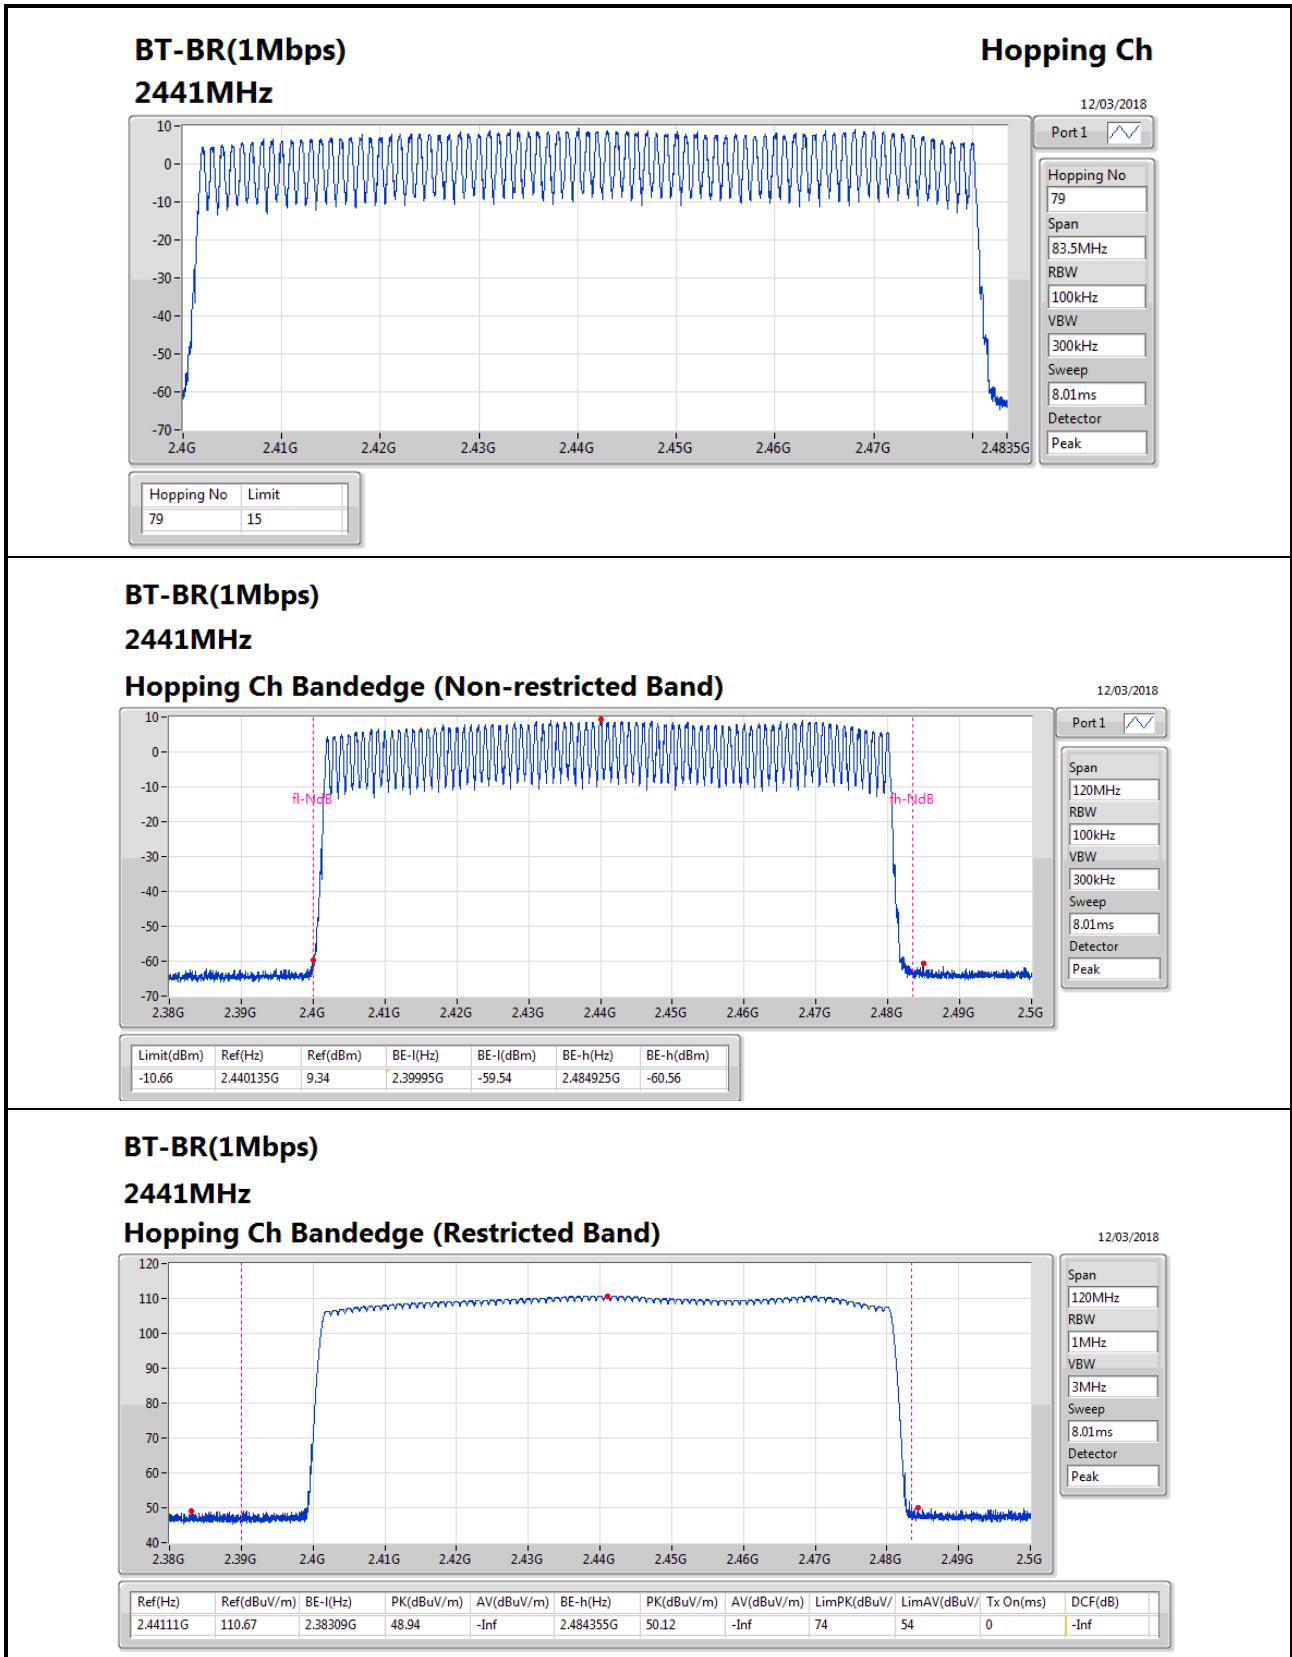 BT-BR(1Mbps) Hopping Ch
2441MHz
12/03/2018
Port 1
10
0
-10
-20
-30
-40
-50
-60
-70
2.4G 2.41G 2.42G 2.43G 2.44G 2.45G 2.46G 2.47G 2.4835G
Hopping No
79
Span
83.5MHz
RBW
100kHz
VBW
300kHz
Sweep
8.01ms
Detector
Peak
Hopping No Limit
79 15
BT-BR(1Mbps)
2441MHz
Hopping Ch Bandedge (Non-restricted Band)
12/03/2018
Port 1
10
0
-10
fl-NdB fh-NdB
-20
-30
-40
-50
-60
-70
2.38G 2.39G 2.4G 2.41G 2.42G 2.43G 2.44G 2.45G 2.46G 2.47G 2.48G 2.49G 2.5G
Span
120MHz
RBW
100kHz
VBW
300kHz
Sweep
8.01ms
Detector
Peak
Limit(dBm) Ref(Hz) Ref(dBm) BE-l(Hz) BE-l(dBm) BE-h(Hz) BE-h(dBm)
-10.66 2.440135G 9.34 2.39995G -59.54 2.484925G -60.56
BT-BR(1Mbps)
2441MHz
Hopping Ch Bandedge (Restricted Band)
12/03/2018
120
110
100
90
80
70
60
50
40
2.38G 2.39G 2.4G 2.41G 2.42G 2.43G 2.44G 2.45G 2.46G 2.47G 2.48G 2.49G 2.5G
Span
120MHz
RBW
1MHz
VBW
3MHz
Sweep
8.01ms
Detector
Peak
Ref(Hz) Ref(dBuV/m) BE-l(Hz) PK(dBuV/m) AV(dBuV/m) BE-h(Hz) PK(dBuV/m) AV(dBuV/m) LimPK(dBuV/ LimAV(dBuV/ Tx On(ms) DCF(dB)
2.44111G 110.67 2.38309G 48.94 -Inf 2.484355G 50.12 -Inf 74 54 0 -Inf